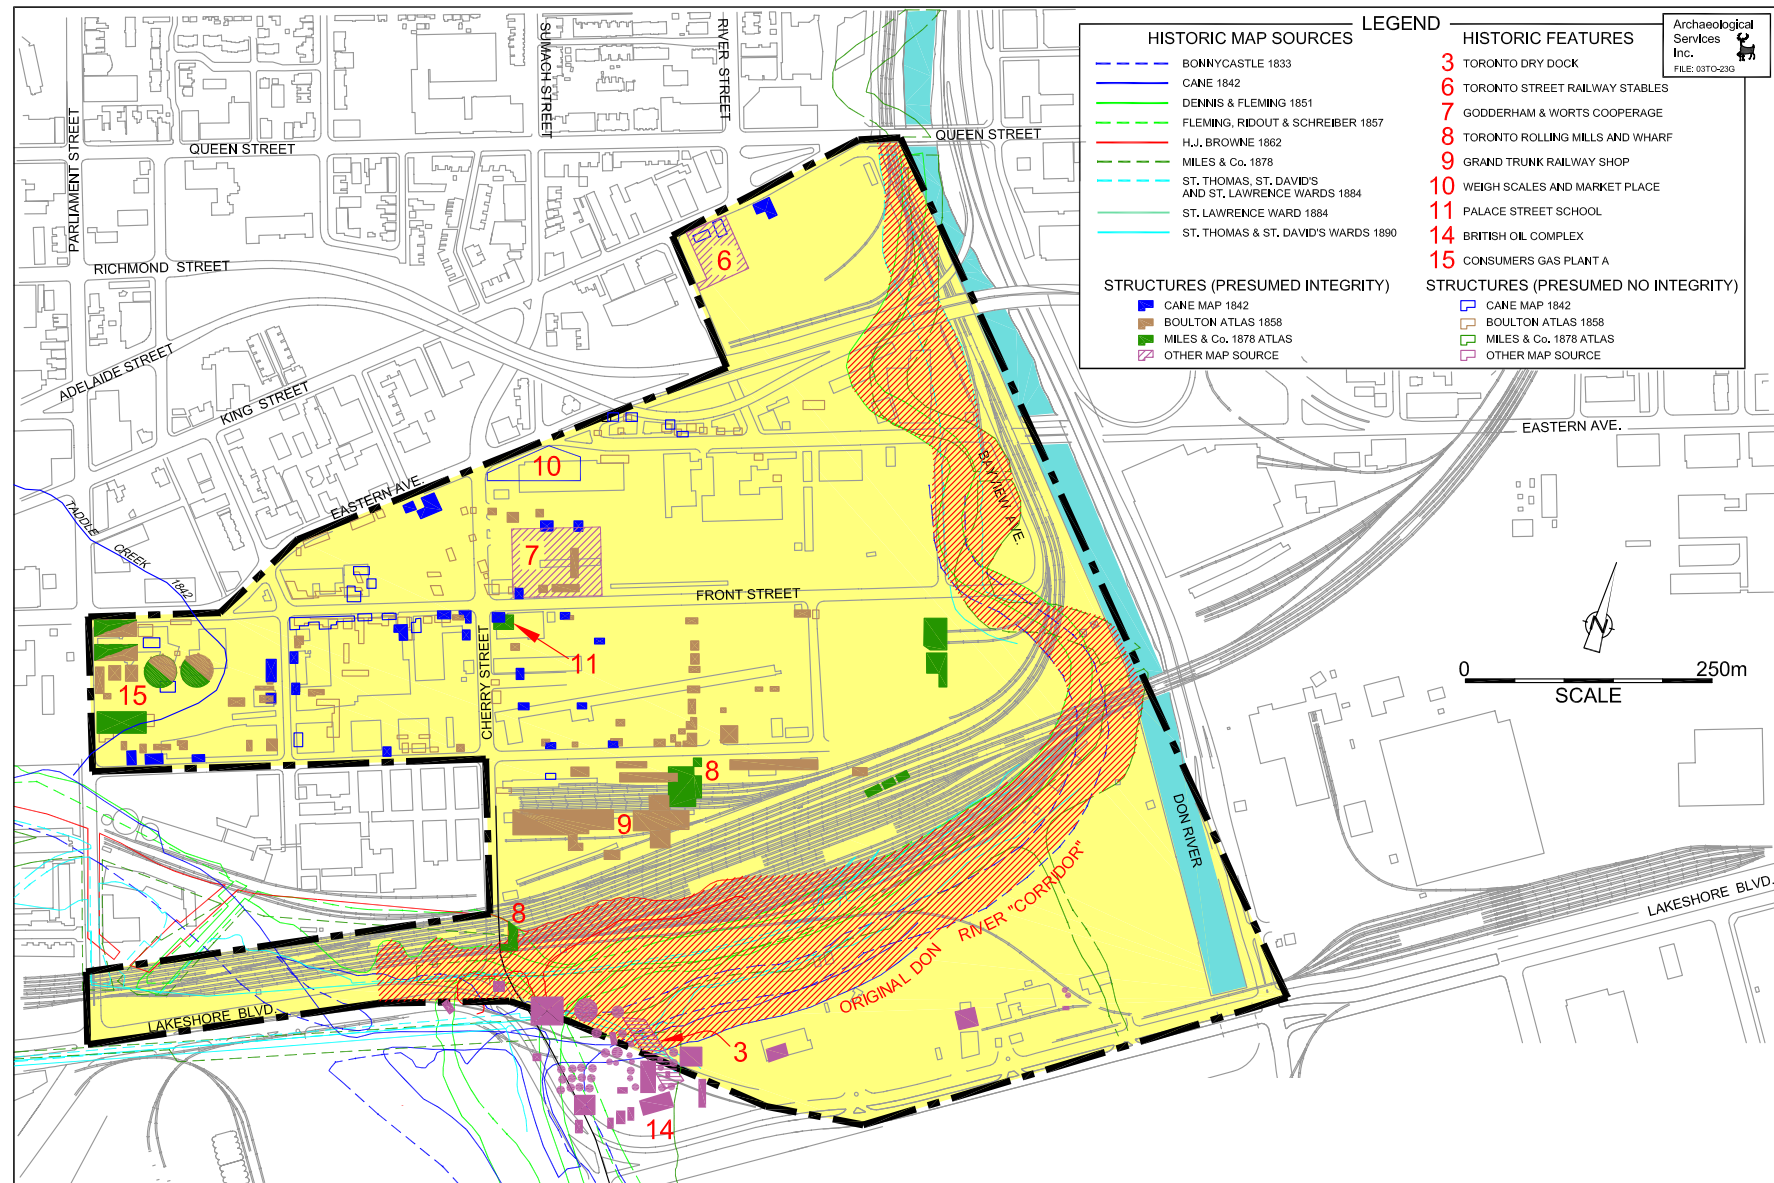 LEGEND
HISTORIC MAP SOURCES
BONNYCASTLE 1833
CANE 1842
DENNIS & FLEMING 1851
FLEMING, RIDOUT & SCHREIBER 1857
H.J. BROWNE 1862
MILES & Co. 1878
ST. THOMAS, ST. DAVID'S
AND ST. LAWRENCE WARDS 1884
ST. LAWRENCE WARD 1884
ST. THOMAS & ST. DAVID'S WARDS 1890
HISTORIC FEATURES
3 TORONTO DRY DOCK
6 TORONTO STREET RAILWAY STABLES
7 GODDERHAM & WORTS COOPERAGE
8 TORONTO ROLLING MILLS AND WHARF
9 GRAND TRUNK RAILWAY SHOP
10 WEIGH SCALES AND MARKET PLACE
11 PALACE STREET SCHOOL
14 BRITISH OIL COMPLEX
15 CONSUMERS GAS PLANT A
Archaeological
Services
Inc.
FILE: 03TO-23G
STRUCTURES (PRESUMED INTEGRITY)
CANE MAP 1842
BOULTON ATLAS 1858
MILES & Co. 1878 ATLAS
OTHER MAP SOURCE
STRUCTURES (PRESUMED NO INTEGRITY)
CANE MAP 1842
BOULTON ATLAS 1858
MILES & Co. 1878 ATLAS
OTHER MAP SOURCE
PARLIAMENT STREET
SUMACH STREET
RIVER STREET
QUEEN STREET
QUEEN STREET
RICHMOND STREET
ADELAIDE STREET
KING STREET
EASTERN AVE.
EASTERN AVE.
TADDLE
CREEK
1842
BAYVIEW AVE.
FRONT STREET
CHERRY STREET
6
10
7
11
15
8
9
8
3
14
DON RIVER
ORIGINAL DON RIVER "CORRIDOR"
LAKESHORE BLVD.
LAKESHORE BLVD.
N
0 250m
SCALE